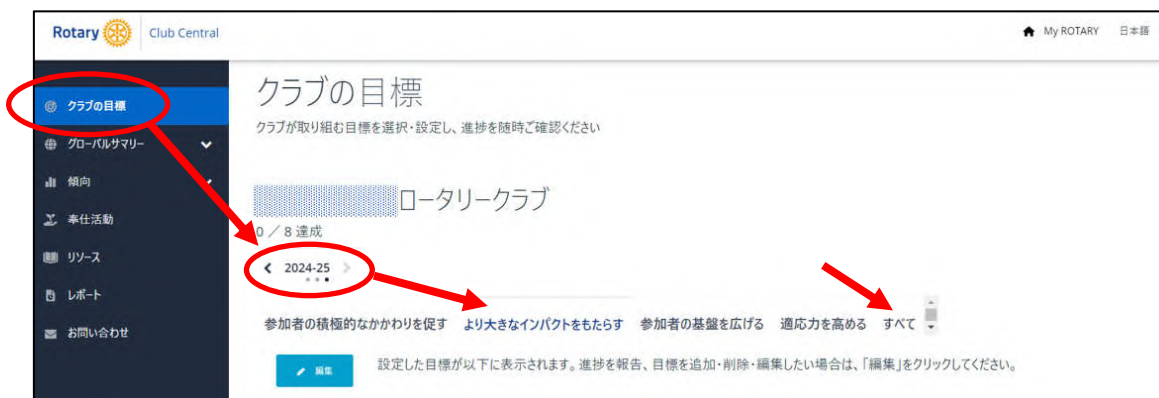 Rotary Club Central
My ROTARY 日本語
クラブの目標
グローバルサマリー
傾向
奉仕活動
リソース
レポート
お問い合わせ
クラブの目標
クラブが取り組む目標を選択・設定し、進捗を随時ご確認ください
ロータリークラブ
0 / 8 達成
2024-25
参加者の積極的なかかわりを促す より大きなインパクトをもたらす 参加者の基盤を広げる 適応力を高める すべて
編集 設定した目標が以下に表示されます。進捗を報告、目標を追加・削除・編集したい場合は、「編集」をクリックしてください。